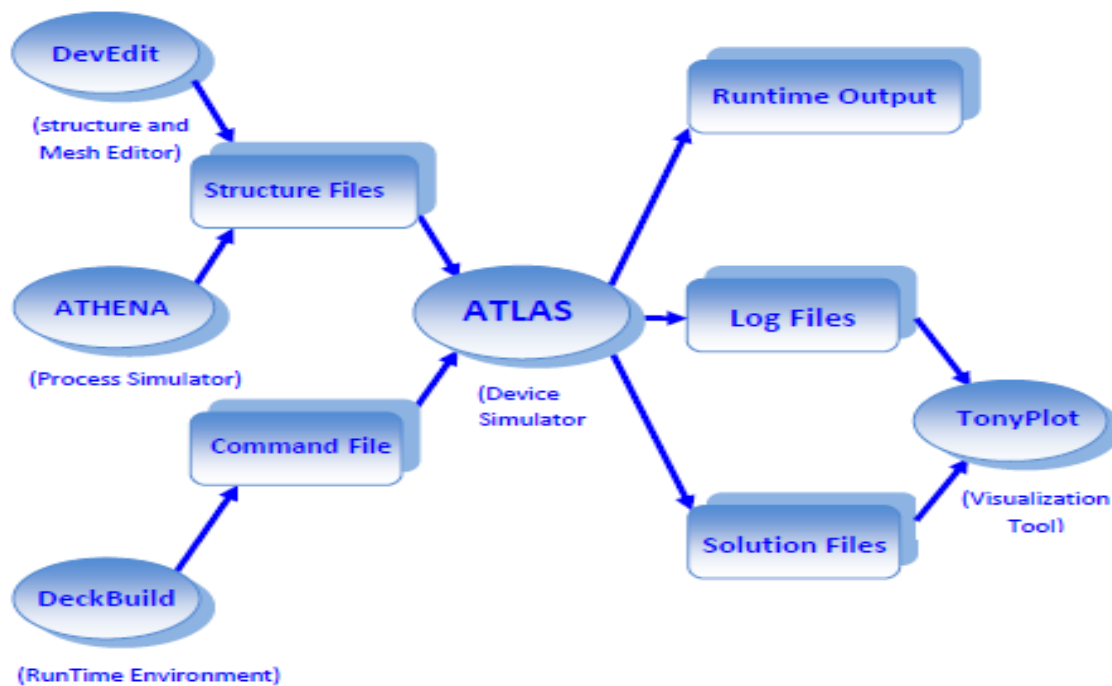 DevEdit
(structure and
Mesh Editor)
Structure Files
ATHENA
(Process Simulator)
Command File
DeckBuild
(RunTime Environment)
ATLAS
(Device
Simulator
Runtime Output
Log Files
Solution Files
TonyPlot
(Visualization
Tool)